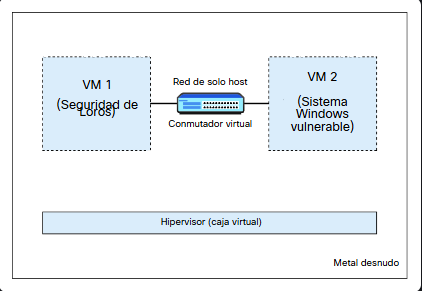 VM 1
(Seguridad de
Loros)
Red de solo host
Conmutador virtual
VM 2
(Sistema
Windows
vulnerable)
Hipervisor (caja virtual)
Metal desnudo